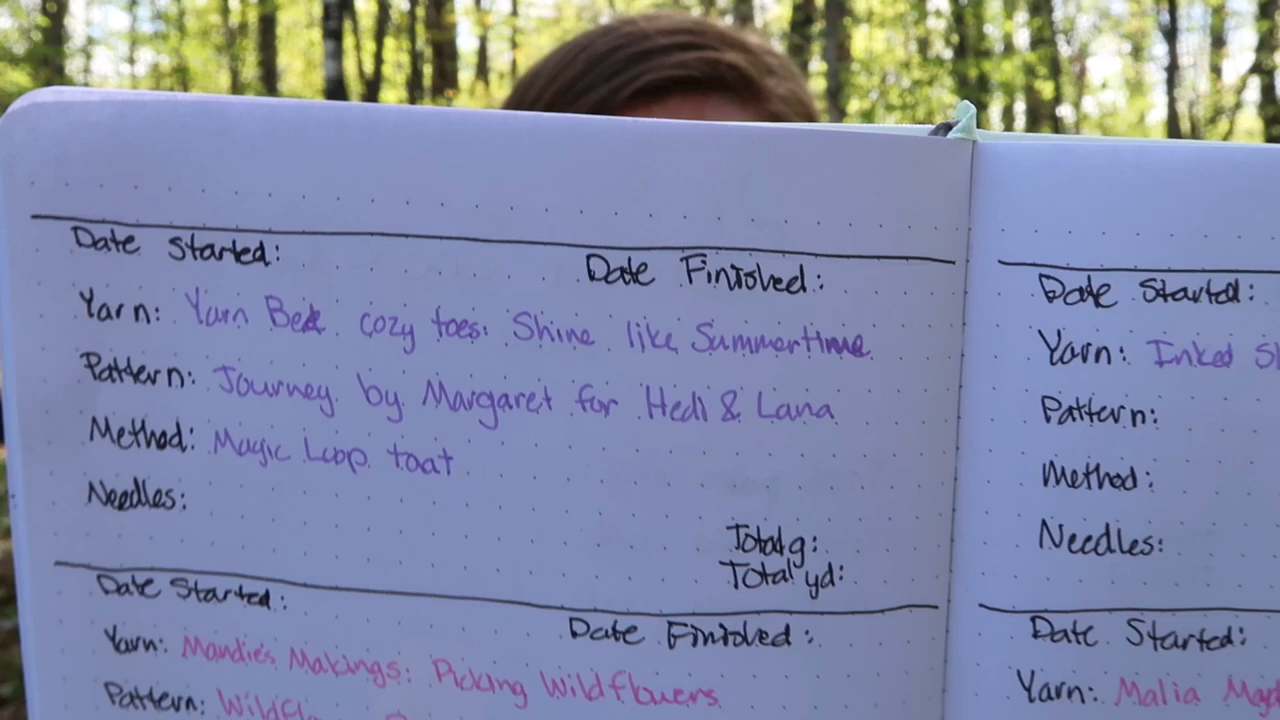 Date Started:
Date Finished:
Yarn: Yarn Bee cozy toes: Shine like Summertime
Pattern: Journey by Margaret for Hedi & Lana
Method: Magic Loop taat
Needles:
Total g:
Total yd:
Date Started:
Date Finished:
Yarn: Mandie's Makings: Picking Wildflowers
Pattern:
Date Started:
Yarn: Inked
Pattern:
Method:
Needles:
Date Started:
Yarn: Malia